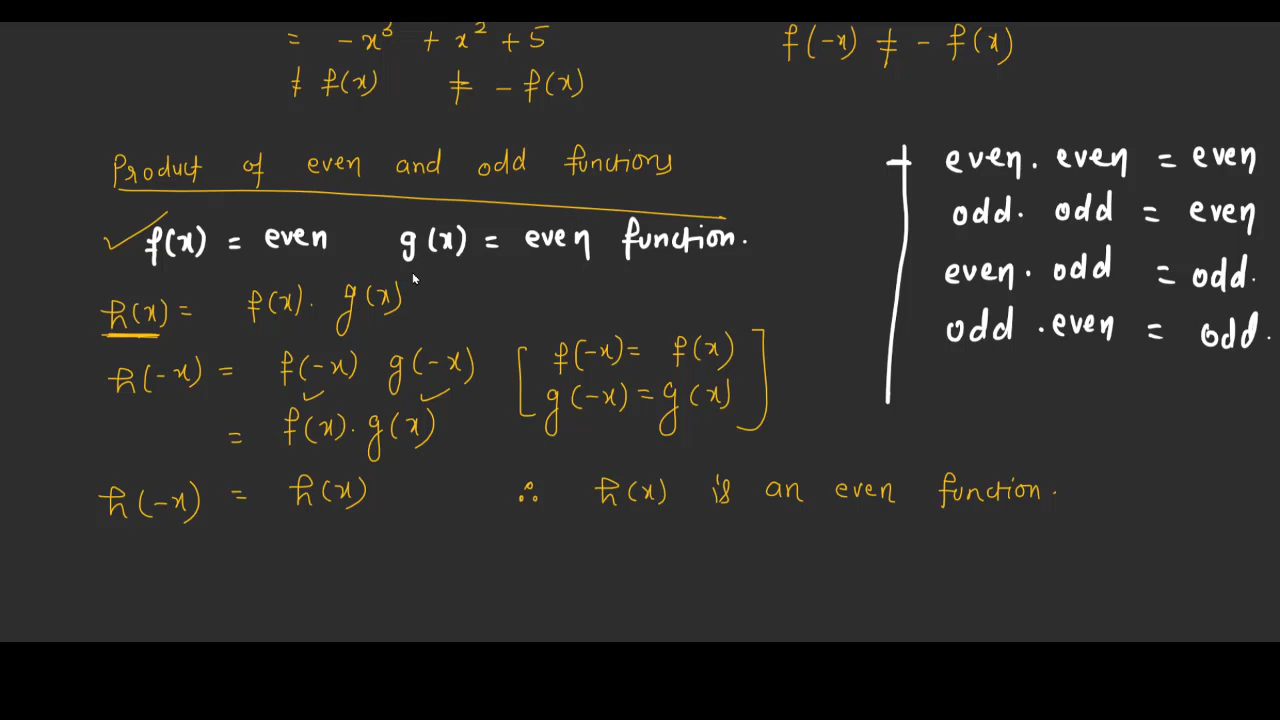 = -x³ + x² + 5
≠ f(x) ≠ - f(x)
f(-x) ≠ - f(x)
Product of even and odd functions
f(x) = even g(x) = even function.
h(x) = f(x). g(x)
h(-x) = f(-x) g(-x) [ f(-x) = f(x)
g(-x) = g(x) ]
= f(x). g(x)
h(-x) = h(x) ∴ h(x) is an even function.
even. even = even
odd. odd = even
even. odd = odd.
odd .even = odd.